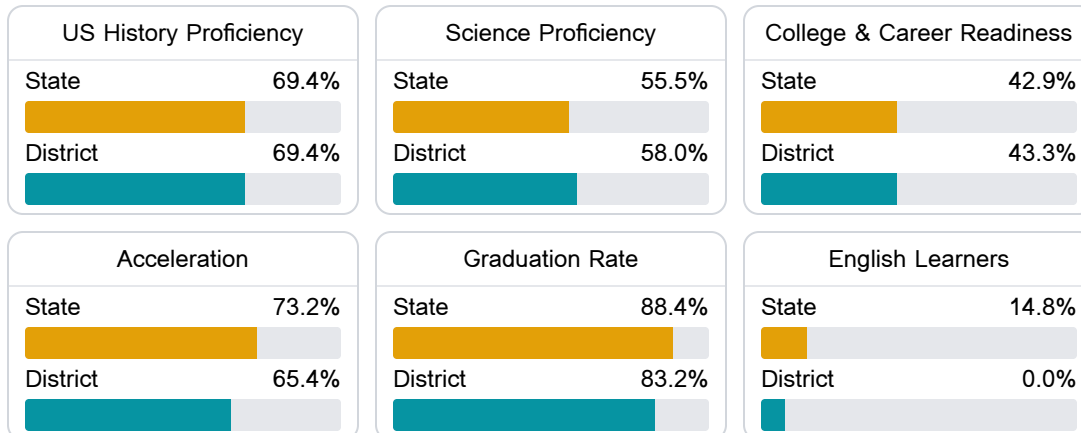 US History Proficiency
State 69.4%
District 69.4%
Science Proficiency
State 55.5%
District 58.0%
College & Career Readiness
State 42.9%
District 43.3%
Acceleration
State 73.2%
District 65.4%
Graduation Rate
State 88.4%
District 83.2%
English Learners
State 14.8%
District 0.0%